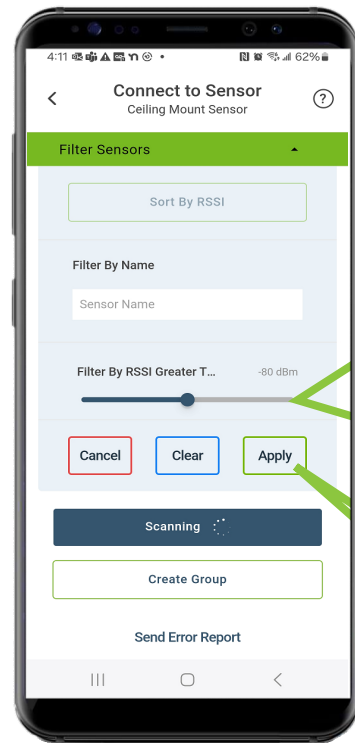 4:11
62%
Connect to Sensor
Ceiling Mount Sensor
?
Filter Sensors
Sort By RSSI
Filter By Name
Sensor Name
Filter By RSSI Greater T... -80 dBm
Cancel Clear Apply
Scanning
Create Group
Send Error Report